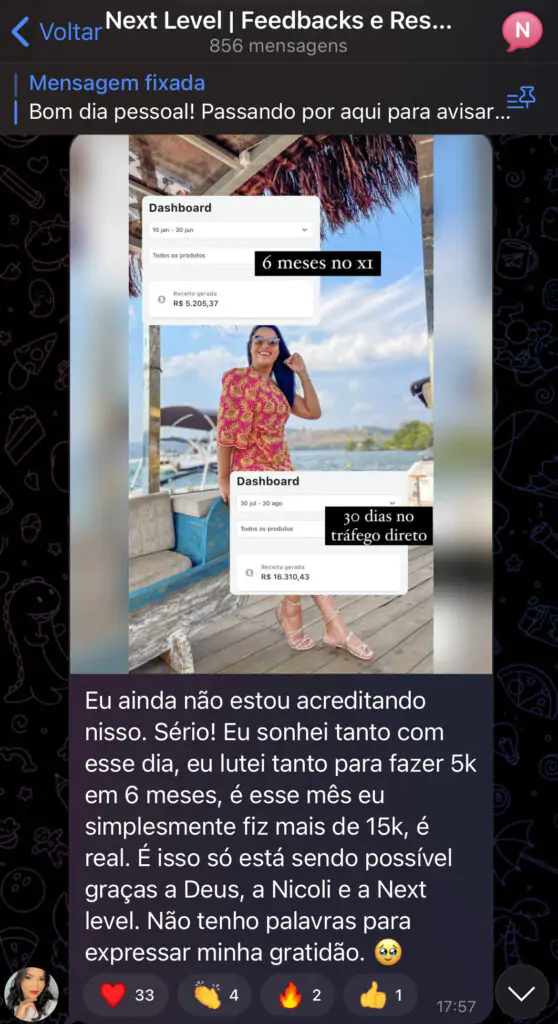 Voltar
Next Level | Feedbacks e Res...
856 mensagens
N
Mensagem fixada
Bom dia pessoal! Passando por aqui para avisar...
Dashboard
10 jan - 30 jun
Todos os produtos
6 meses no x1
Receita gerada
R$ 5.205,37
Dashboard
30 jul - 30 ago
Todos os produtos
30 dias no
tráfego direto
Receita gerada
R$ 16.310,43
Eu ainda não estou acreditando
nisso. Sério! Eu sonhei tanto com
esse dia, eu lutei tanto para fazer 5k
em 6 meses, é esse mês eu
simplesmente fiz mais de 15k, é
real. É isso só está sendo possível
graças a Deus, a Nicoli e a Next
level. Não tenho palavras para
expressar minha gratidão. 🥹
❤️ 33 👏 4 🔥 2 👍 1
17:57